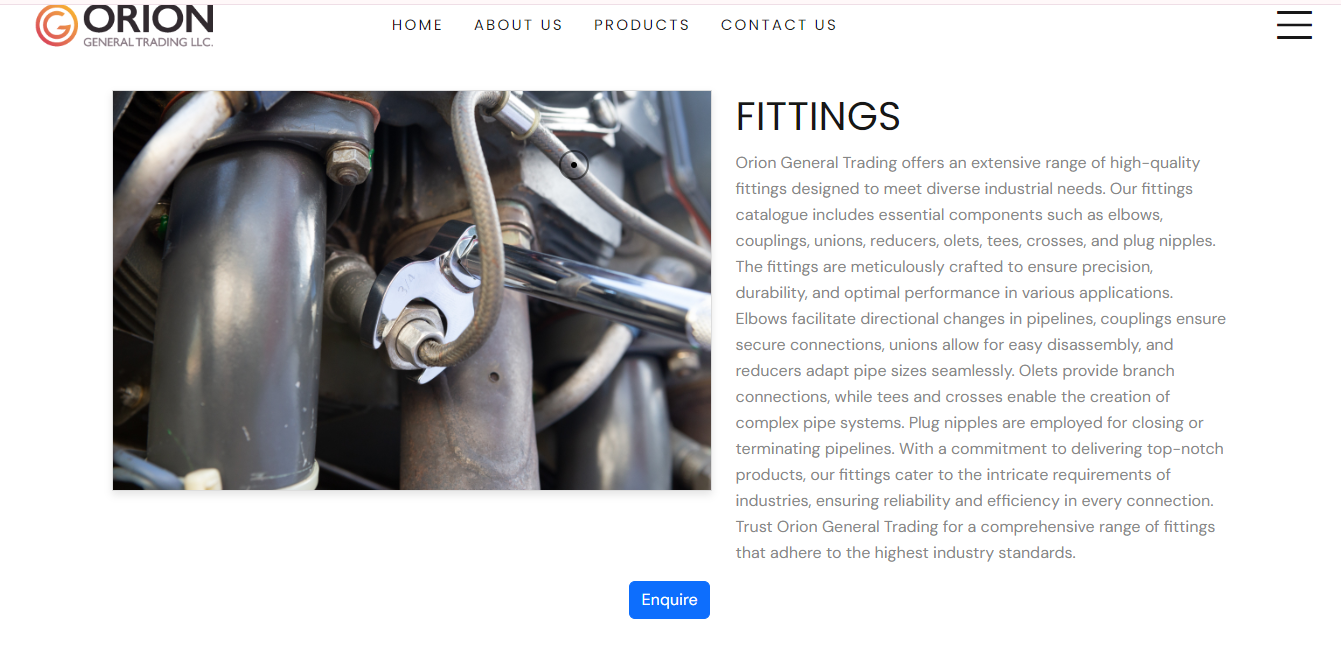 ORION
GENERAL TRADING LLC.
HOME
ABOUT US
PRODUCTS
CONTACT US
3/4
FITTINGS
Orion General Trading offers an extensive range of high-quality
fittings designed to meet diverse industrial needs. Our fittings
catalogue includes essential components such as elbows,
couplings, unions, reducers, olets, tees, crosses, and plug nipples.
The fittings are meticulously crafted to ensure precision,
durability, and optimal performance in various applications.
Elbows facilitate directional changes in pipelines, couplings ensure
secure connections, unions allow for easy disassembly, and
reducers adapt pipe sizes seamlessly. Olets provide branch
connections, while tees and crosses enable the creation of
complex pipe systems. Plug nipples are employed for closing or
terminating pipelines. With a commitment to delivering top-notch
products, our fittings cater to the intricate requirements of
industries, ensuring reliability and efficiency in every connection.
Trust Orion General Trading for a comprehensive range of fittings
that adhere to the highest industry standards.
Enquire